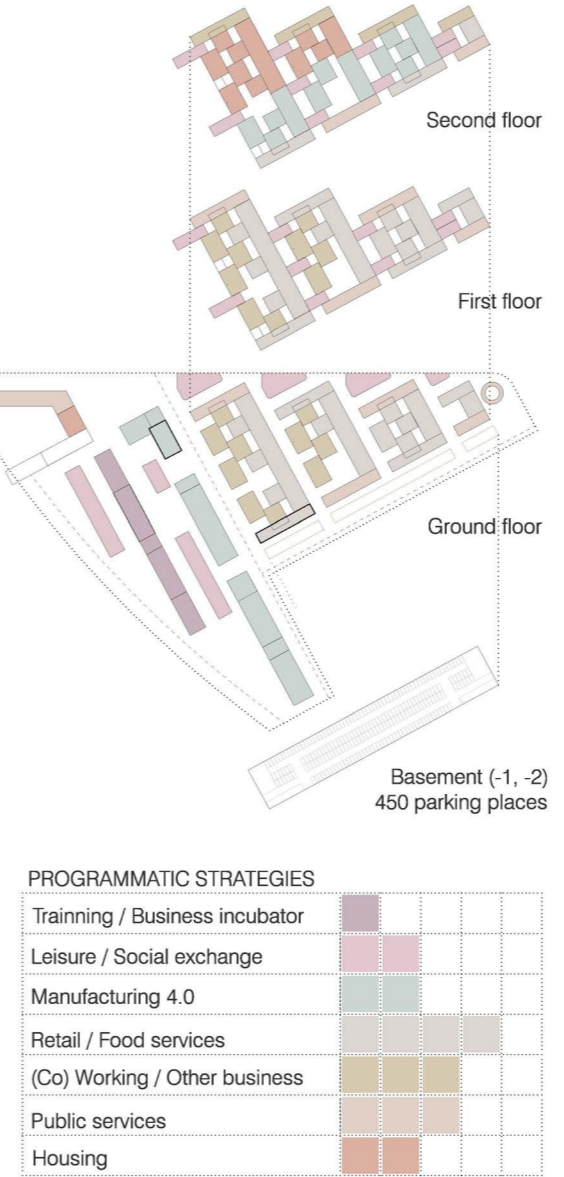 Second floor
First floor
Ground floor
Basement (-1, -2)
450 parking places
PROGRAMMATIC STRATEGIES
Trainning / Business incubator
Leisure / Social exchange
Manufacturing 4.0
Retail / Food services
(Co) Working / Other business
Public services
Housing